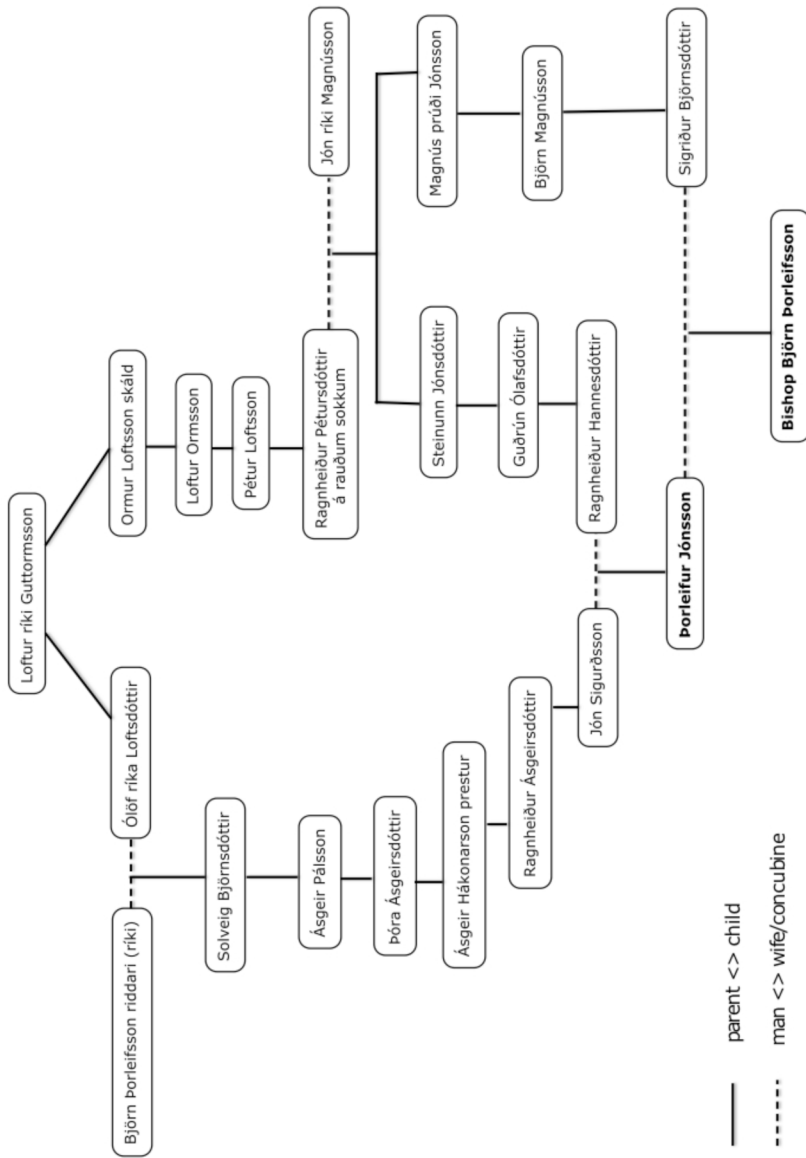 Loftur ríki Guttormsson
Ólöf ríka Loftsdóttir
Ormur Loftsson skáld
Björn Þorleifsson riddari (ríki)
Loftur Ormsson
Solveig Björnsdóttir
Pétur Loftsson
Ásgeir Pálsson
Ragnheiður Pétursdóttir
á rauðum sokkum
Jón ríki Magnússon
Þóra Ásgeirsdóttir
Steinunn Jónsdóttir
Magnús prúði Jónsson
Ásgeir Hákonarson prestur
Guðrún Ólafsdóttir
Björn Magnússon
Ragnheiður Ásgeirsdóttir
Jón Sigurðsson
Ragnheiður Hannesdóttir
Þorleifur Jónsson
Sigriður Björnsdóttir
Bishop Björn Þorleifsson
parent <> child
man <> wife/concubine